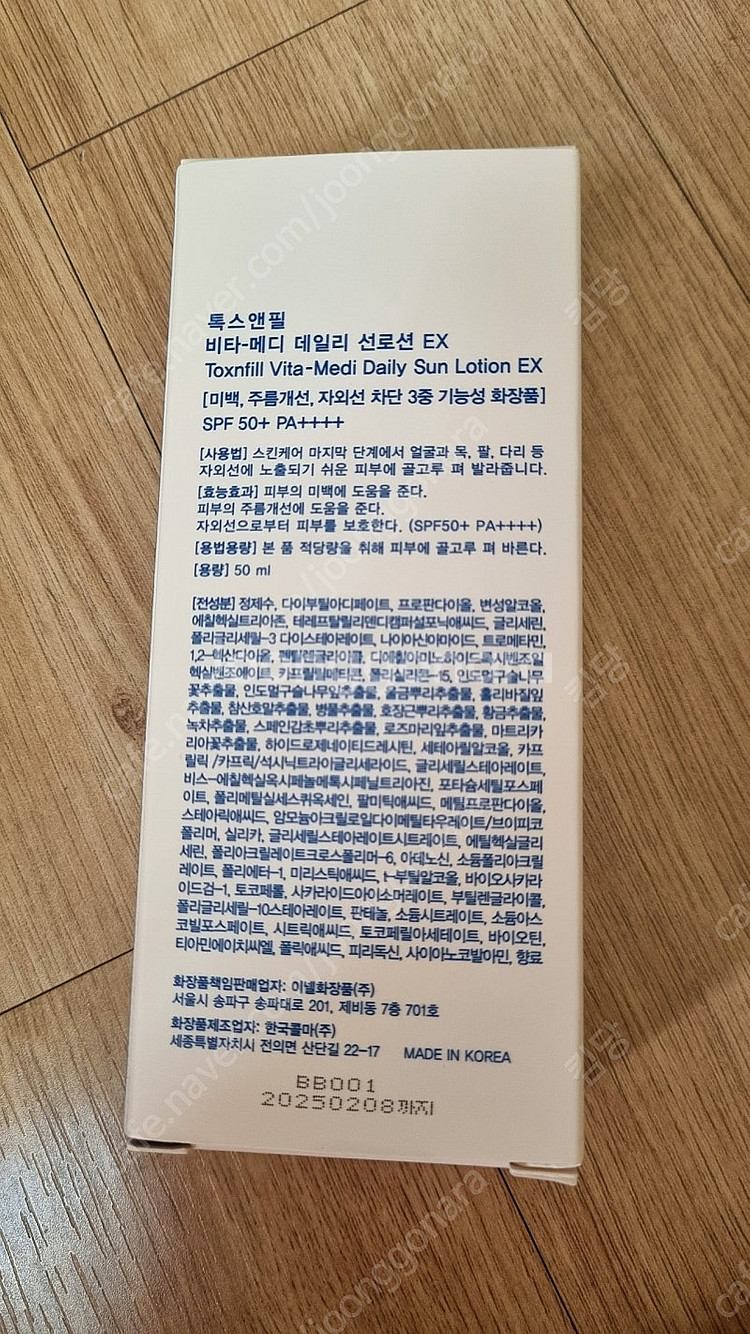 톡스앤필
비타-메디 데일리 선로션 EX
Toxnfill Vita-Medi Daily Sun Lotion EX
[미백, 주름개선, 자외선 차단 3중 기능성 화장품]
SPF 50+ PA++++
[사용법] 스킨케어 마지막 단계에서 얼굴과 목, 팔, 다리 등
자외선에 노출되기 쉬운 피부에 골고루 펴 발라줍니다.
[효능효과] 피부의 미백에 도움을 준다.
피부의 주름개선에 도움을 준다.
자외선으로부터 피부를 보호한다. (SPF50+ PA++++)
[용법용량] 본 품 적당량을 취해 피부에 골고루 펴 바른다.
[용량] 50 ml
[전성분] 정제수, 다이부틸아디페이트, 프로판다이올, 변성알코올,
에칠헥실트리아존, 테레프탈릴리덴디캠퍼설포닉애씨드, 글리세린,
폴리글리세릴-3 다이스테아레이트, 나이아신아마이드, 트로메타민,
1,2-헥산다이올, 펜틸렌글라이콜, 디에칠아미노하이드록시벤조일
헥실벤조에이트, 카프릴릴메티콘, 폴리실리콘-15, 인도멀구슬나무
꽃추출물, 인도멀구슬나무잎추출물, 울금뿌리추출물, 홀리바질잎
추출물, 참산호말추출물, 병풀추출물, 호장근뿌리추출물, 황금추출물,
녹차추출물, 스페인감초뿌리추출물, 로즈마리잎추출물, 마트리카
리아꽃추출물, 하이드로제네이티드레시틴, 세테아릴알코올, 카프
릴릭 /카프릭/석시닉트라이글리세라이드, 글리세릴스테아레이트,
비스-에칠헥실옥시페놀메톡시페닐트리아진, 포타슘세틸포스페
이트, 폴리메틸실세스퀴옥세인, 팔미틱애씨드, 메틸프로판다이올,
스테아릭애씨드, 암모늄아크릴로일다이메틸타우레이트/브이피코
폴리머, 실리카, 글리세릴스테아레이트시트레이트, 에틸헥실글리
세린, 폴리아크릴레이트크로스폴리머-6, 아데노신, 소듐폴리아크릴
레이트, 폴리에터-1, 미리스틱애씨드, t-부틸알코올, 바이오사카라
이드검-1, 토코페롤, 사카라이드아이소머레이트, 부틸렌글라이콜,
폴리글리세릴-10스테아레이트, 판테놀, 소듐시트레이트, 소듐아스
코빌포스페이트, 시트릭애씨드, 토코페릴아세테이트, 바이오틴,
티아민에이치씨엘, 폴릭애씨드, 피리독신, 사이아노코발아민, 향료
화장품책임판매업자: 이넬화장품(주)
서울시 송파구 송파대로 201, 제비동 7층 701호
화장품제조업자: 한국콜마(주)
세종특별자치시 전의면 산단길 22-17 MADE IN KOREA
BB001
20250208까지
cafe.naver.com/joonggonara
킴망